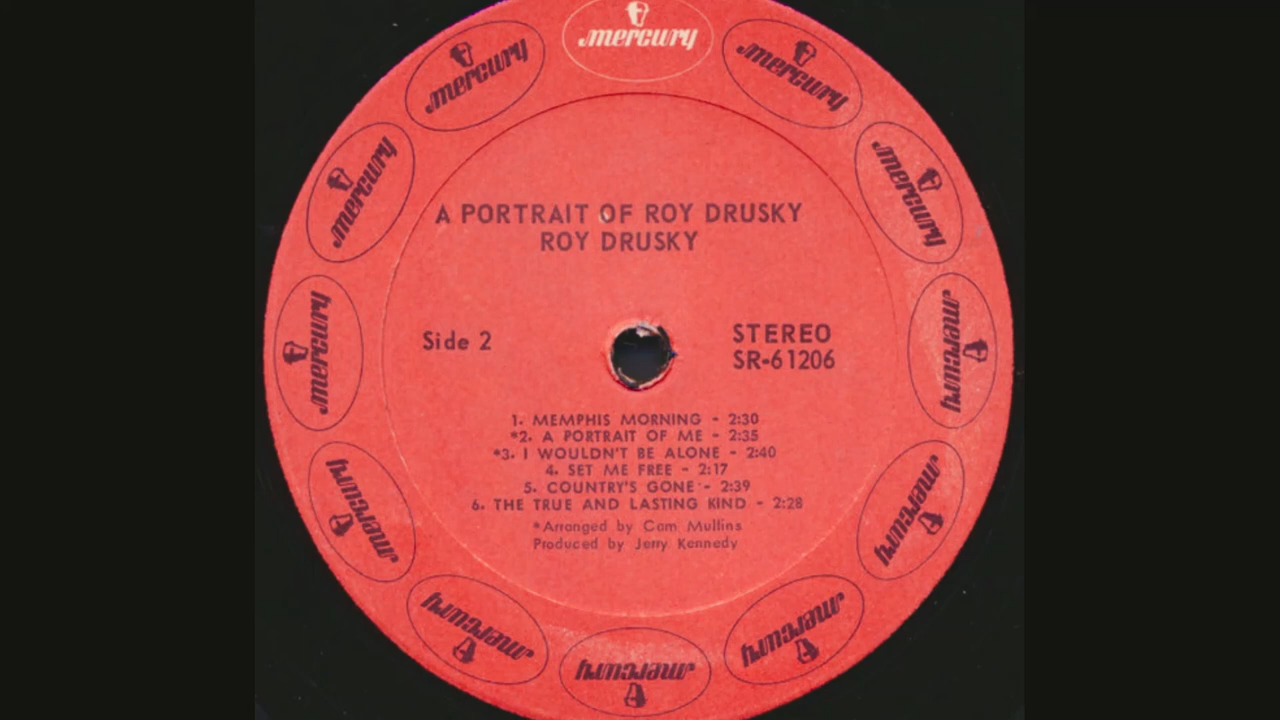 mercury
mercury
mercury
mercury
mercury
A PORTRAIT OF ROY DRUSKY
ROY DRUSKY
mercury
mercury
Side 2
STEREO
SR-61206
1. MEMPHIS MORNING - 2:30
*2. A PORTRAIT OF ME - 2:35
*3. I WOULDN'T BE ALONE - 2:40
4. SET ME FREE - 2:17
5. COUNTRY'S GONE - 2:39
6. THE TRUE AND LASTING KIND - 2:28
*Arranged by Cam Mullins
Produced by Jerry Kennedy
mercury
mercury
mercury
mercury
mercury